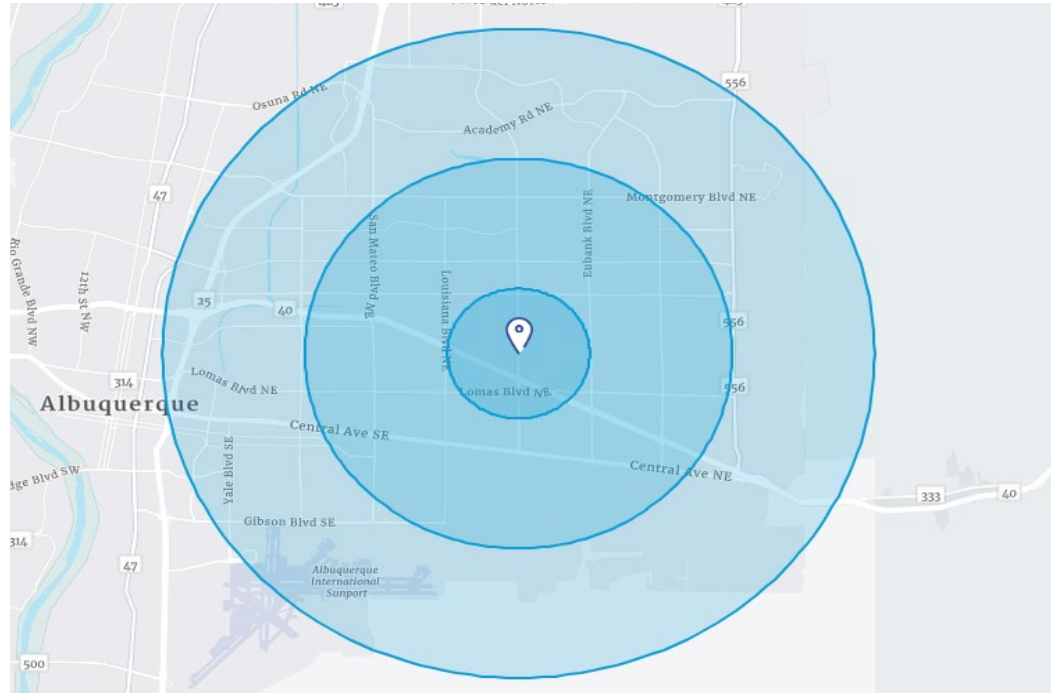 556
Osuna Rd NE
Academy Rd NE
47
Montgomery Blvd NE
San Mateo Blvd NE
Eubank Blvd NE
Rio Grande Blvd NW
12th St NW
Louisiana Blvd NE
25
40
556
314
Lomas Blvd NE
Lomas Blvd NE
556
Albuquerque
Central Ave SE
Yale Blvd SE
Central Ave NE
dge Blvd SW
333
40
Gibson Blvd SE
314
47
Albuquerque
International
Sunport
500